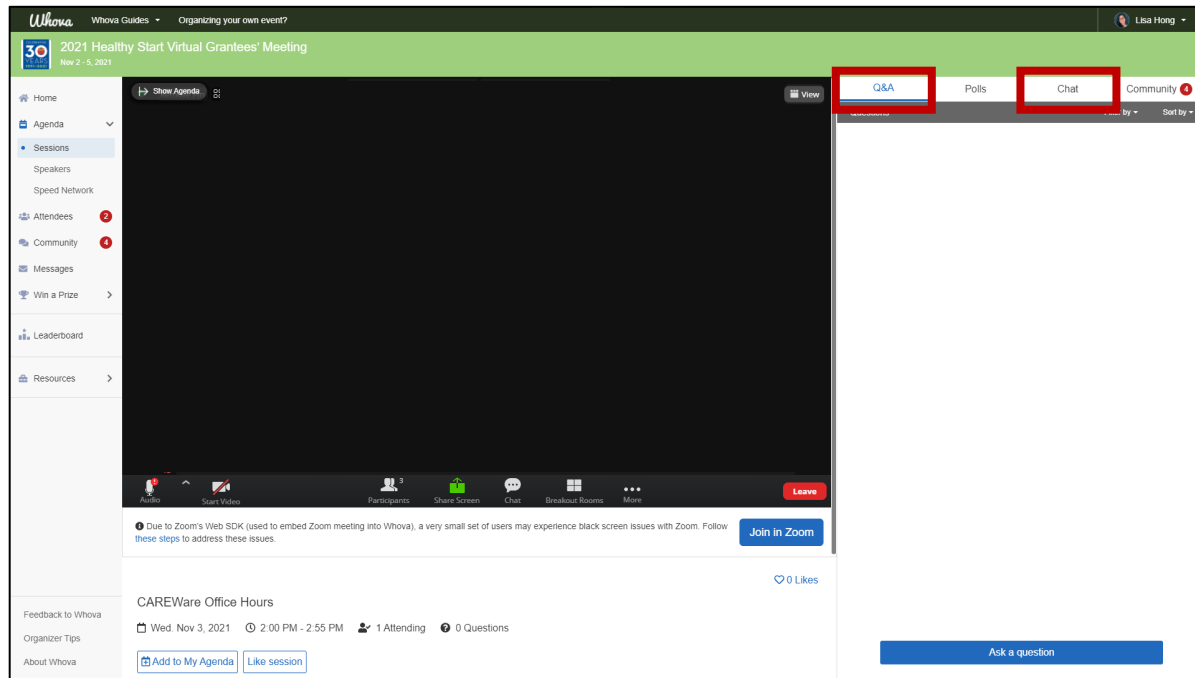 Whova Whova Guides Organizing your own event? Lisa Hong
30 YEARS
2021 Healthy Start Virtual Grantees' Meeting
Nov 2 - 5, 2021
Home
Agenda
Sessions
Speakers
Speed Network
Attendees 2
Community 4
Messages
Win a Prize
Leaderboard
Resources
Feedback to Whova
Organizer Tips
About Whova
Show Agenda
View
Audio Start Video Participants 3 Share Screen Chat Breakout Rooms More Leave
Due to Zoom's Web SDK (used to embed Zoom meeting into Whova), a very small set of users may experience black screen issues with Zoom. Follow
these steps to address these issues.
Join in Zoom
0 Likes
CAREWare Office Hours
Wed. Nov 3, 2021 2:00 PM - 2:55 PM 1 Attending 0 Questions
Add to My Agenda Like session
Q&A Polls Chat Community 4
Questions by Sort by
Ask a question